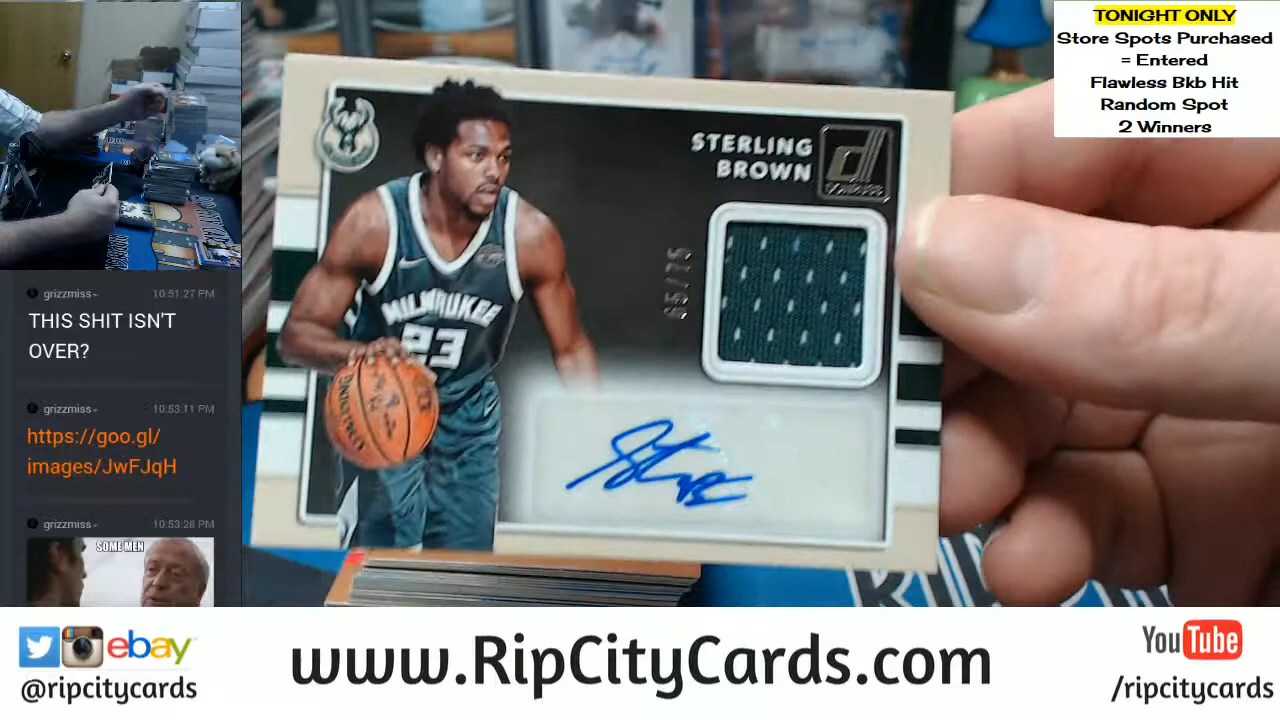 TONIGHT ONLY
Store Spots Purchased
= Entered
Flawless Bkb Hit
Random Spot
2 Winners
STERLING
BROWN
DONRUSS
MILWAUKEE
23
grizzmiss 10:51:27 PM
THIS SHIT ISN'T
OVER?
grizzmiss 10:53:11 PM
https://goo.gl/
images/JwFJqH
grizzmiss 10:53:28 PM
SOME MEN
ebay
@ripcitycards
www.RipCityCards.com
YouTube
/ripcitycards